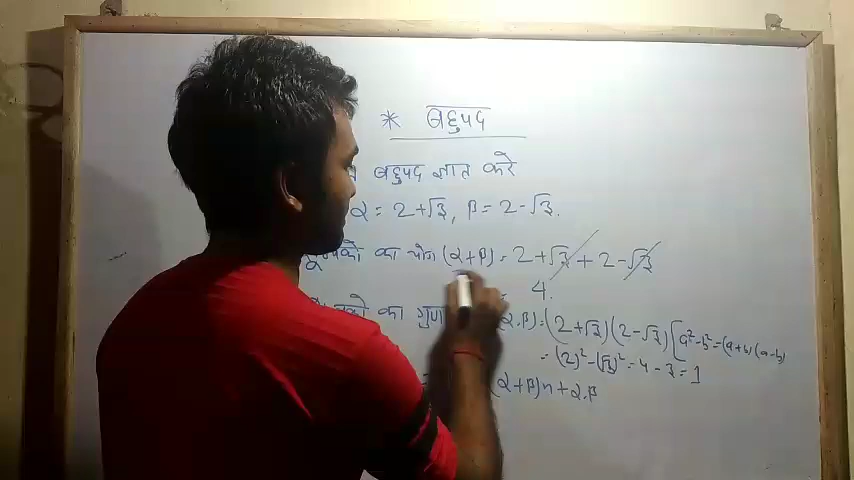 * बहुपद
बहुपद ज्ञात करे
α = 2+√3, β = 2-√3.
का योग (α+β) = 2+√3 + 2-√3
4.
का गुण α.β) = (2+√3)(2-√3) [a²-b²=(a+b)(a-b)
= (2)²-(√3)² = 4-3 = 1
(α+β)x+α.β